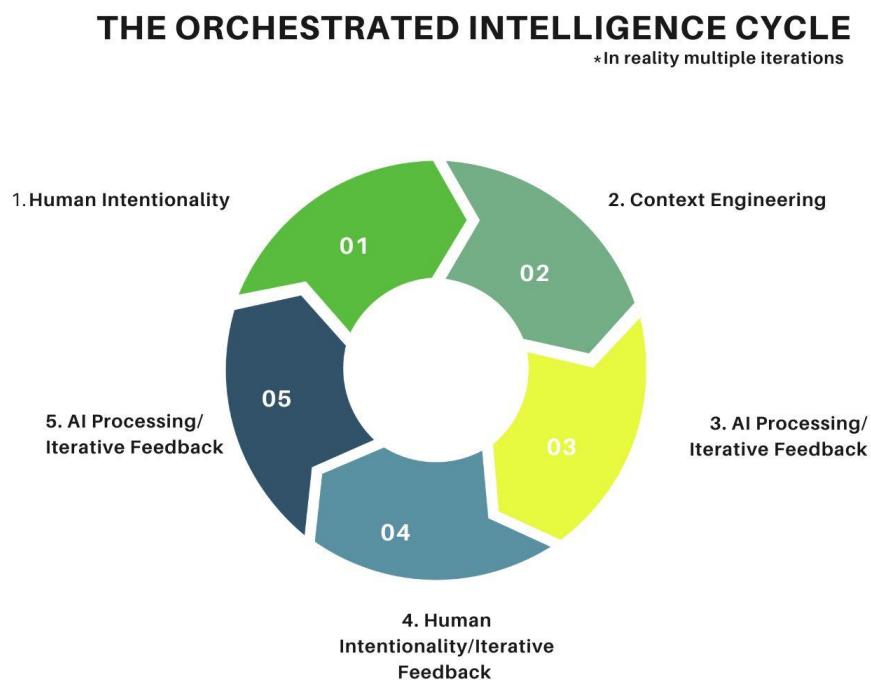 THE ORCHESTRATED INTELLIGENCE CYCLE
*In reality multiple iterations
1.Human Intentionality
2. Context Engineering
01
02
03
04
05
3. AI Processing/
Iterative Feedback
4. Human
Intentionality/Iterative
Feedback
5. AI Processing/
Iterative Feedback